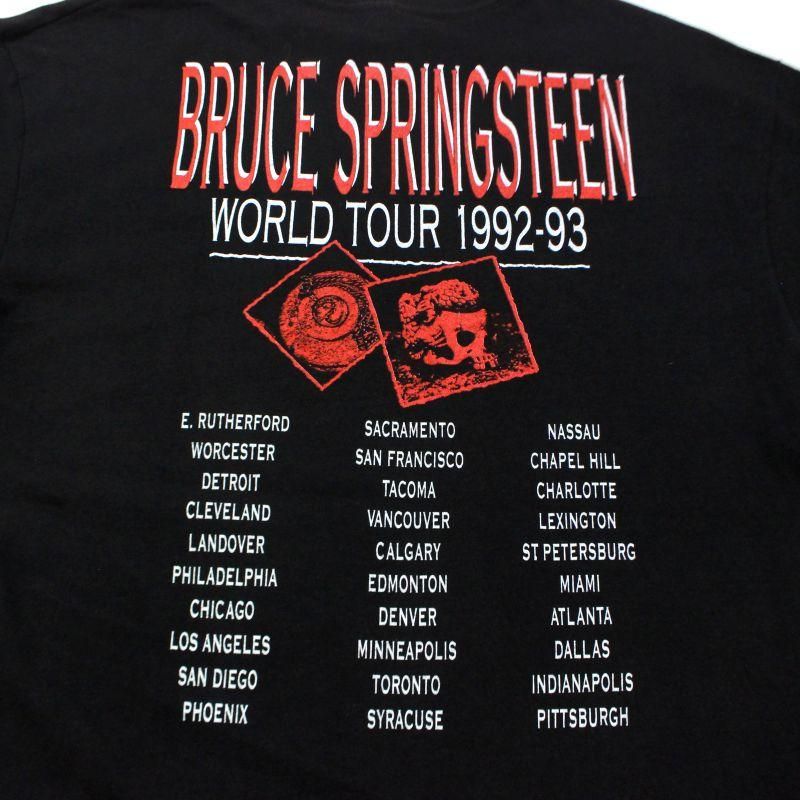 BRUCE SPRINGSTEEN
WORLD TOUR 1992-93
E. RUTHERFORD
WORCESTER
DETROIT
CLEVELAND
LANDOVER
PHILADELPHIA
CHICAGO
LOS ANGELES
SAN DIEGO
PHOENIX
SACRAMENTO
SAN FRANCISCO
TACOMA
VANCOUVER
CALGARY
EDMONTON
DENVER
MINNEAPOLIS
TORONTO
SYRACUSE
NASSAU
CHAPEL HILL
CHARLOTTE
LEXINGTON
ST PETERSBURG
MIAMI
ATLANTA
DALLAS
INDIANAPOLIS
PITTSBURGH